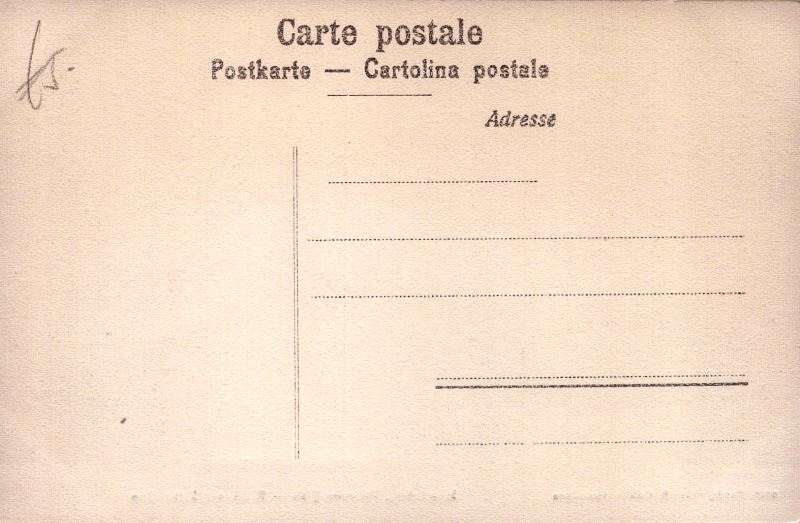 Carte postale
Postkarte — Cartolina postale
Adresse